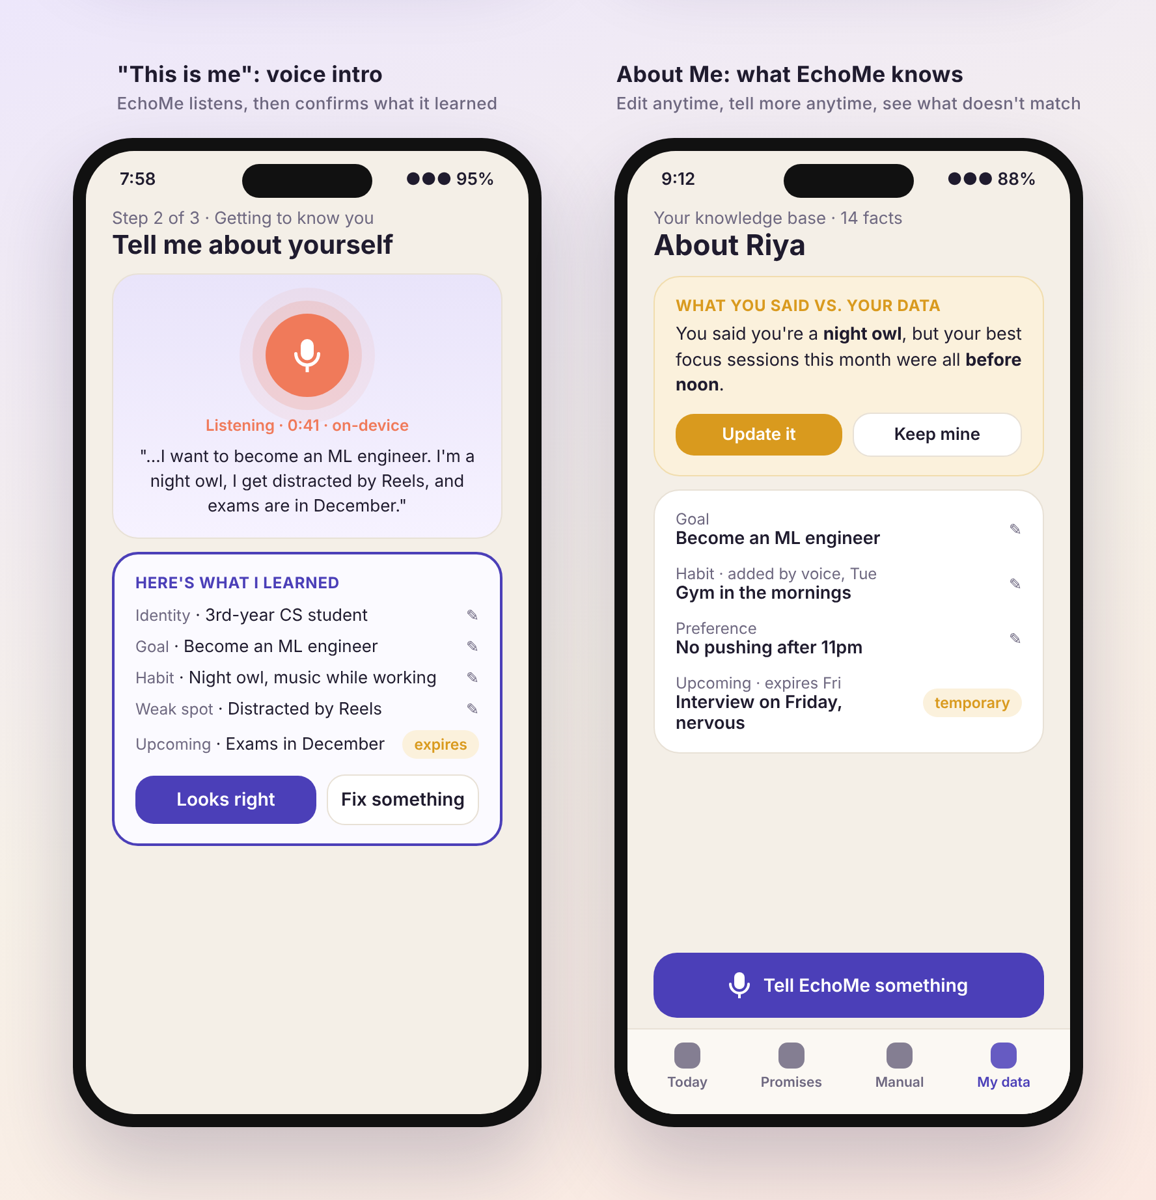 "This is me": voice intro
EchoMe listens, then confirms what it learned
7:58
95%
Step 2 of 3 · Getting to know you
Tell me about yourself
Listening · 0:41 · on-device
"...I want to become an ML engineer. I'm a
night owl, I get distracted by Reels, and
exams are in December."
HERE'S WHAT I LEARNED
Identity · 3rd-year CS student
Goal · Become an ML engineer
Habit · Night owl, music while working
Weak spot · Distracted by Reels
Upcoming · Exams in December expires
Looks right Fix something
About Me: what EchoMe knows
Edit anytime, tell more anytime, see what doesn't match
9:12
88%
Your knowledge base · 14 facts
About Riya
WHAT YOU SAID VS. YOUR DATA
You said you're a night owl, but your best
focus sessions this month were all before
noon.
Update it Keep mine
Goal
Become an ML engineer
Habit · added by voice, Tue
Gym in the mornings
Preference
No pushing after 11pm
Upcoming · expires Fri
Interview on Friday,
nervous
temporary
Tell EchoMe something
Today Promises Manual My data